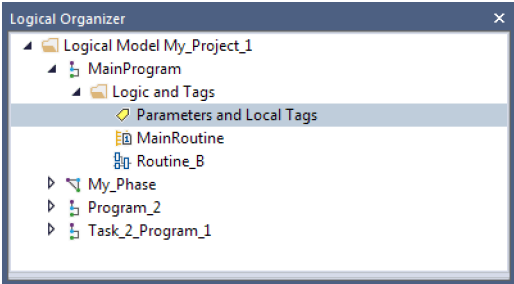 Logical Organizer
Logical Model My_Project_1
MainProgram
Logic and Tags
Parameters and Local Tags
MainRoutine
Routine_B
My_Phase
Program_2
Task_2_Program_1